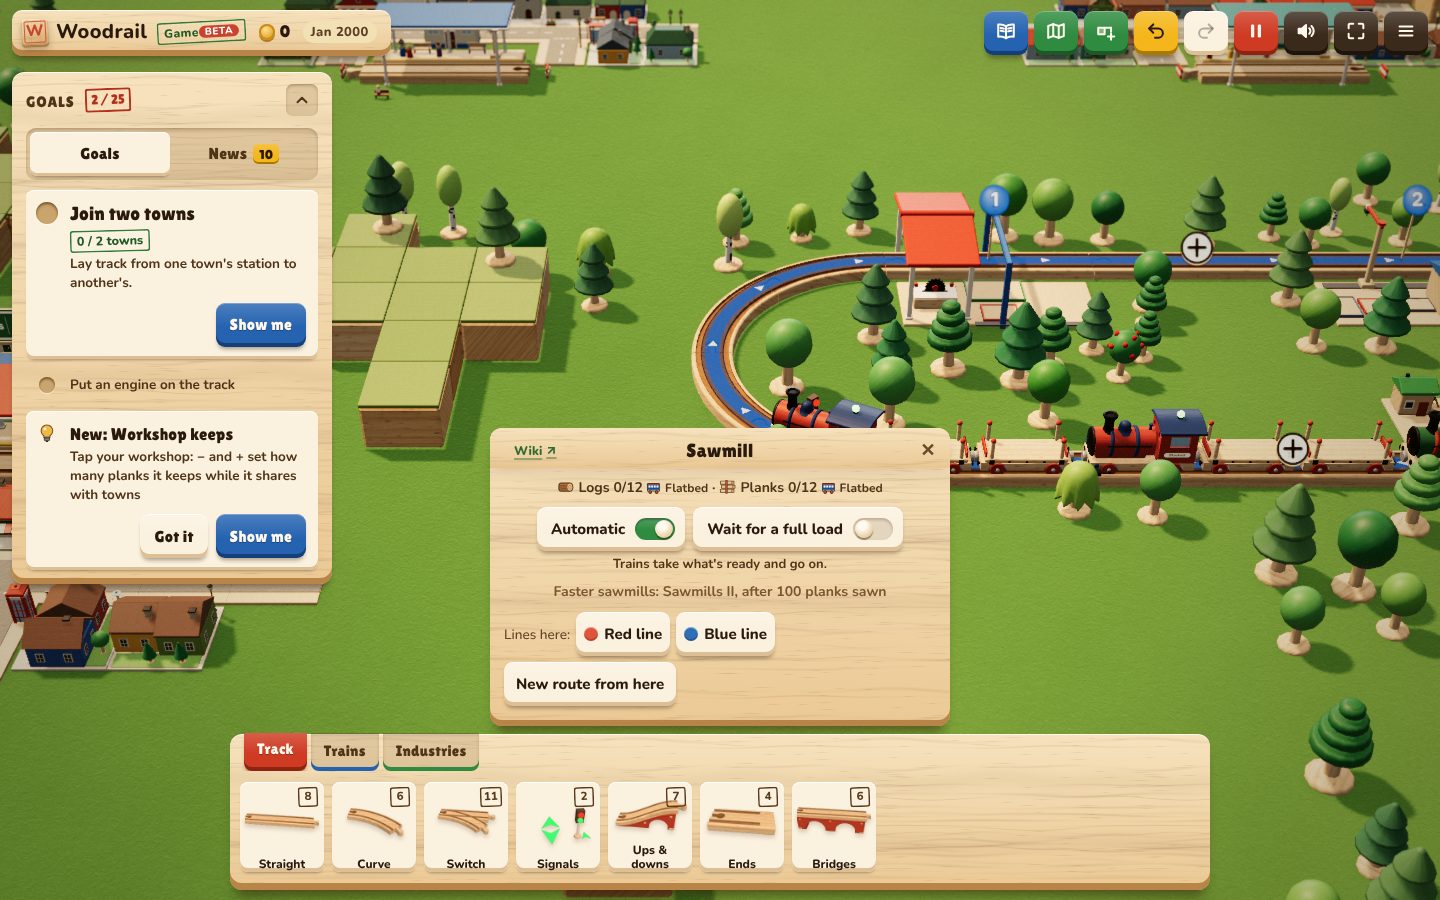 W Woodrail Game BETA 0 Jan 2000
GOALS 2 / 25
Goals News 10
Join two towns
0 / 2 towns
Lay track from one town's station to
another's.
Show me
Put an engine on the track
New: Workshop keeps
Tap your workshop: – and + set how
many planks it keeps while it shares
with towns
Got it Show me
1
2
Wiki Sawmill
Logs 0/12 Flatbed · Planks 0/12 Flatbed
Automatic Wait for a full load
Trains take what's ready and go on.
Faster sawmills: Sawmills II, after 100 planks sawn
Lines here: Red line Blue line
New route from here
Track Trains Industries
8 6 11 2 7 4 6
Straight Curve Switch Signals Ups & downs Ends Bridges